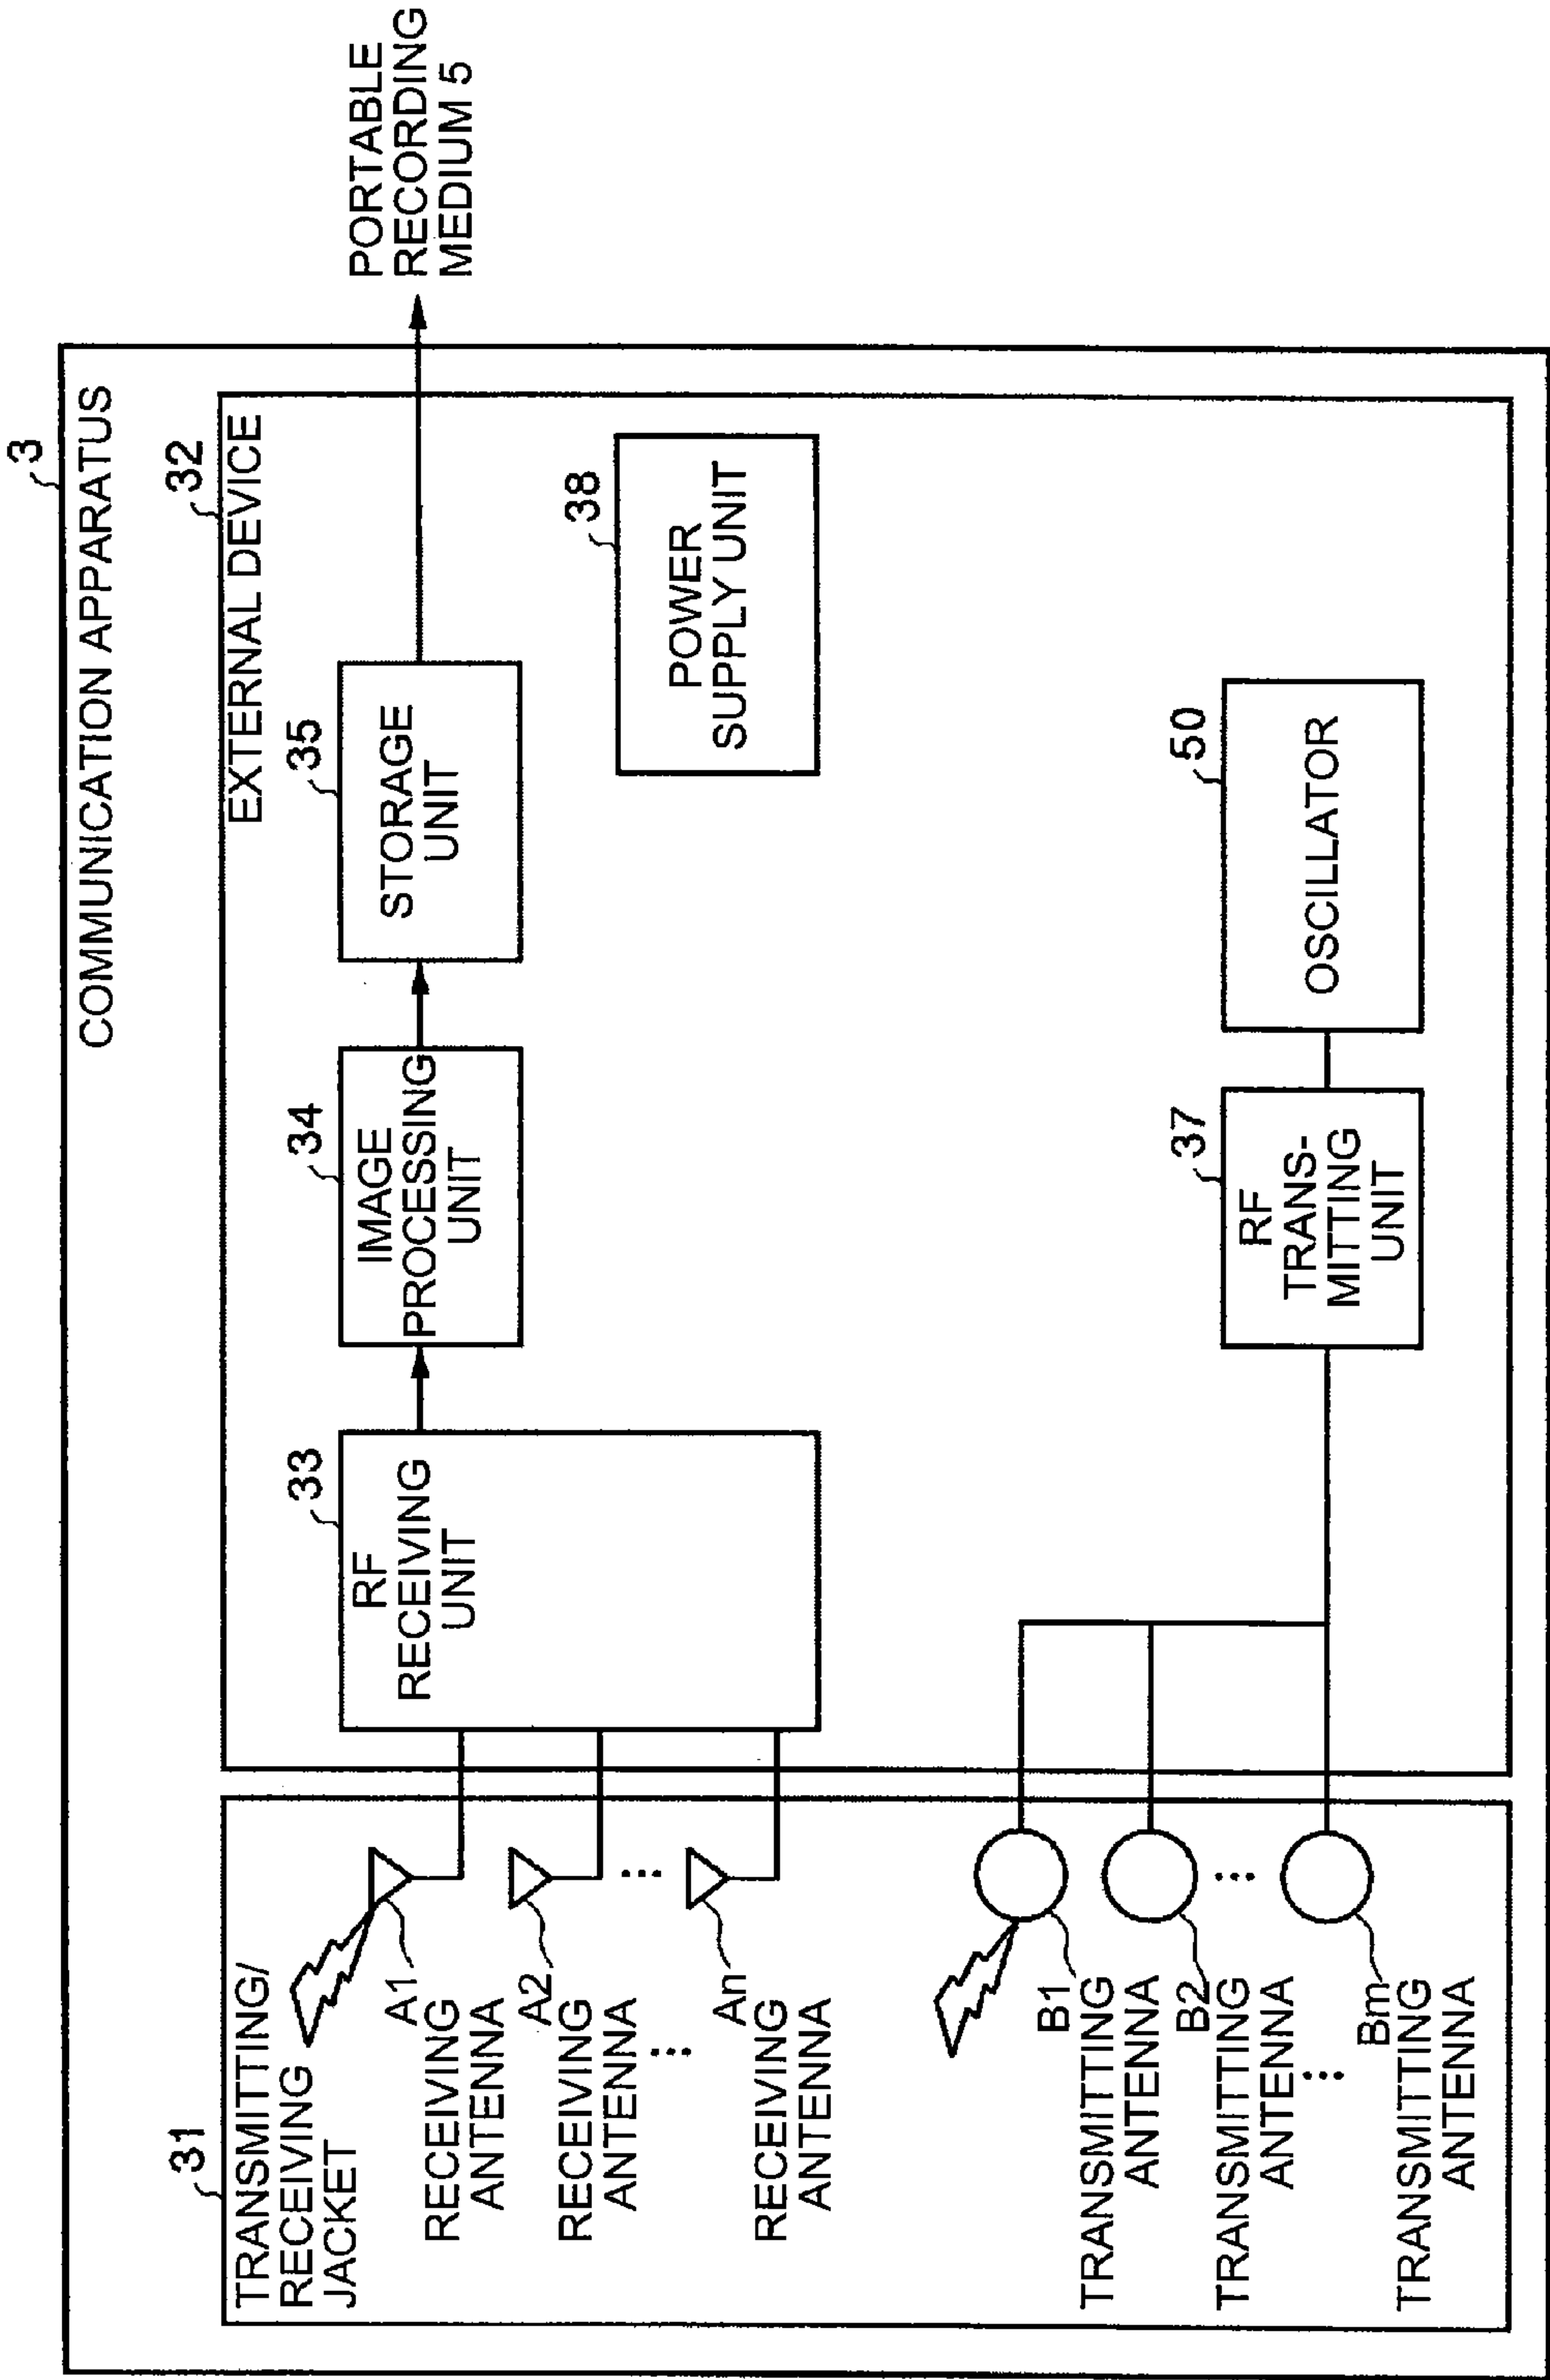 3
COMMUNICATION APPARATUS
31
TRANSMITTING/
RECEIVING
JACKET
A1
RECEIVING
ANTENNA
A2
RECEIVING
ANTENNA
...
...
An
RECEIVING
ANTENNA
B1
TRANSMITTING
ANTENNA
B2
TRANSMITTING
ANTENNA
...
...
Bm
TRANSMITTING
ANTENNA
32
EXTERNAL DEVICE
33
RF
RECEIVING
UNIT
34
IMAGE
PROCESSING
UNIT
35
STORAGE
UNIT
PORTABLE
RECORDING
MEDIUM 5
38
POWER
SUPPLY UNIT
37
RF
TRANS-
MITTING
UNIT
50
OSCILLATOR